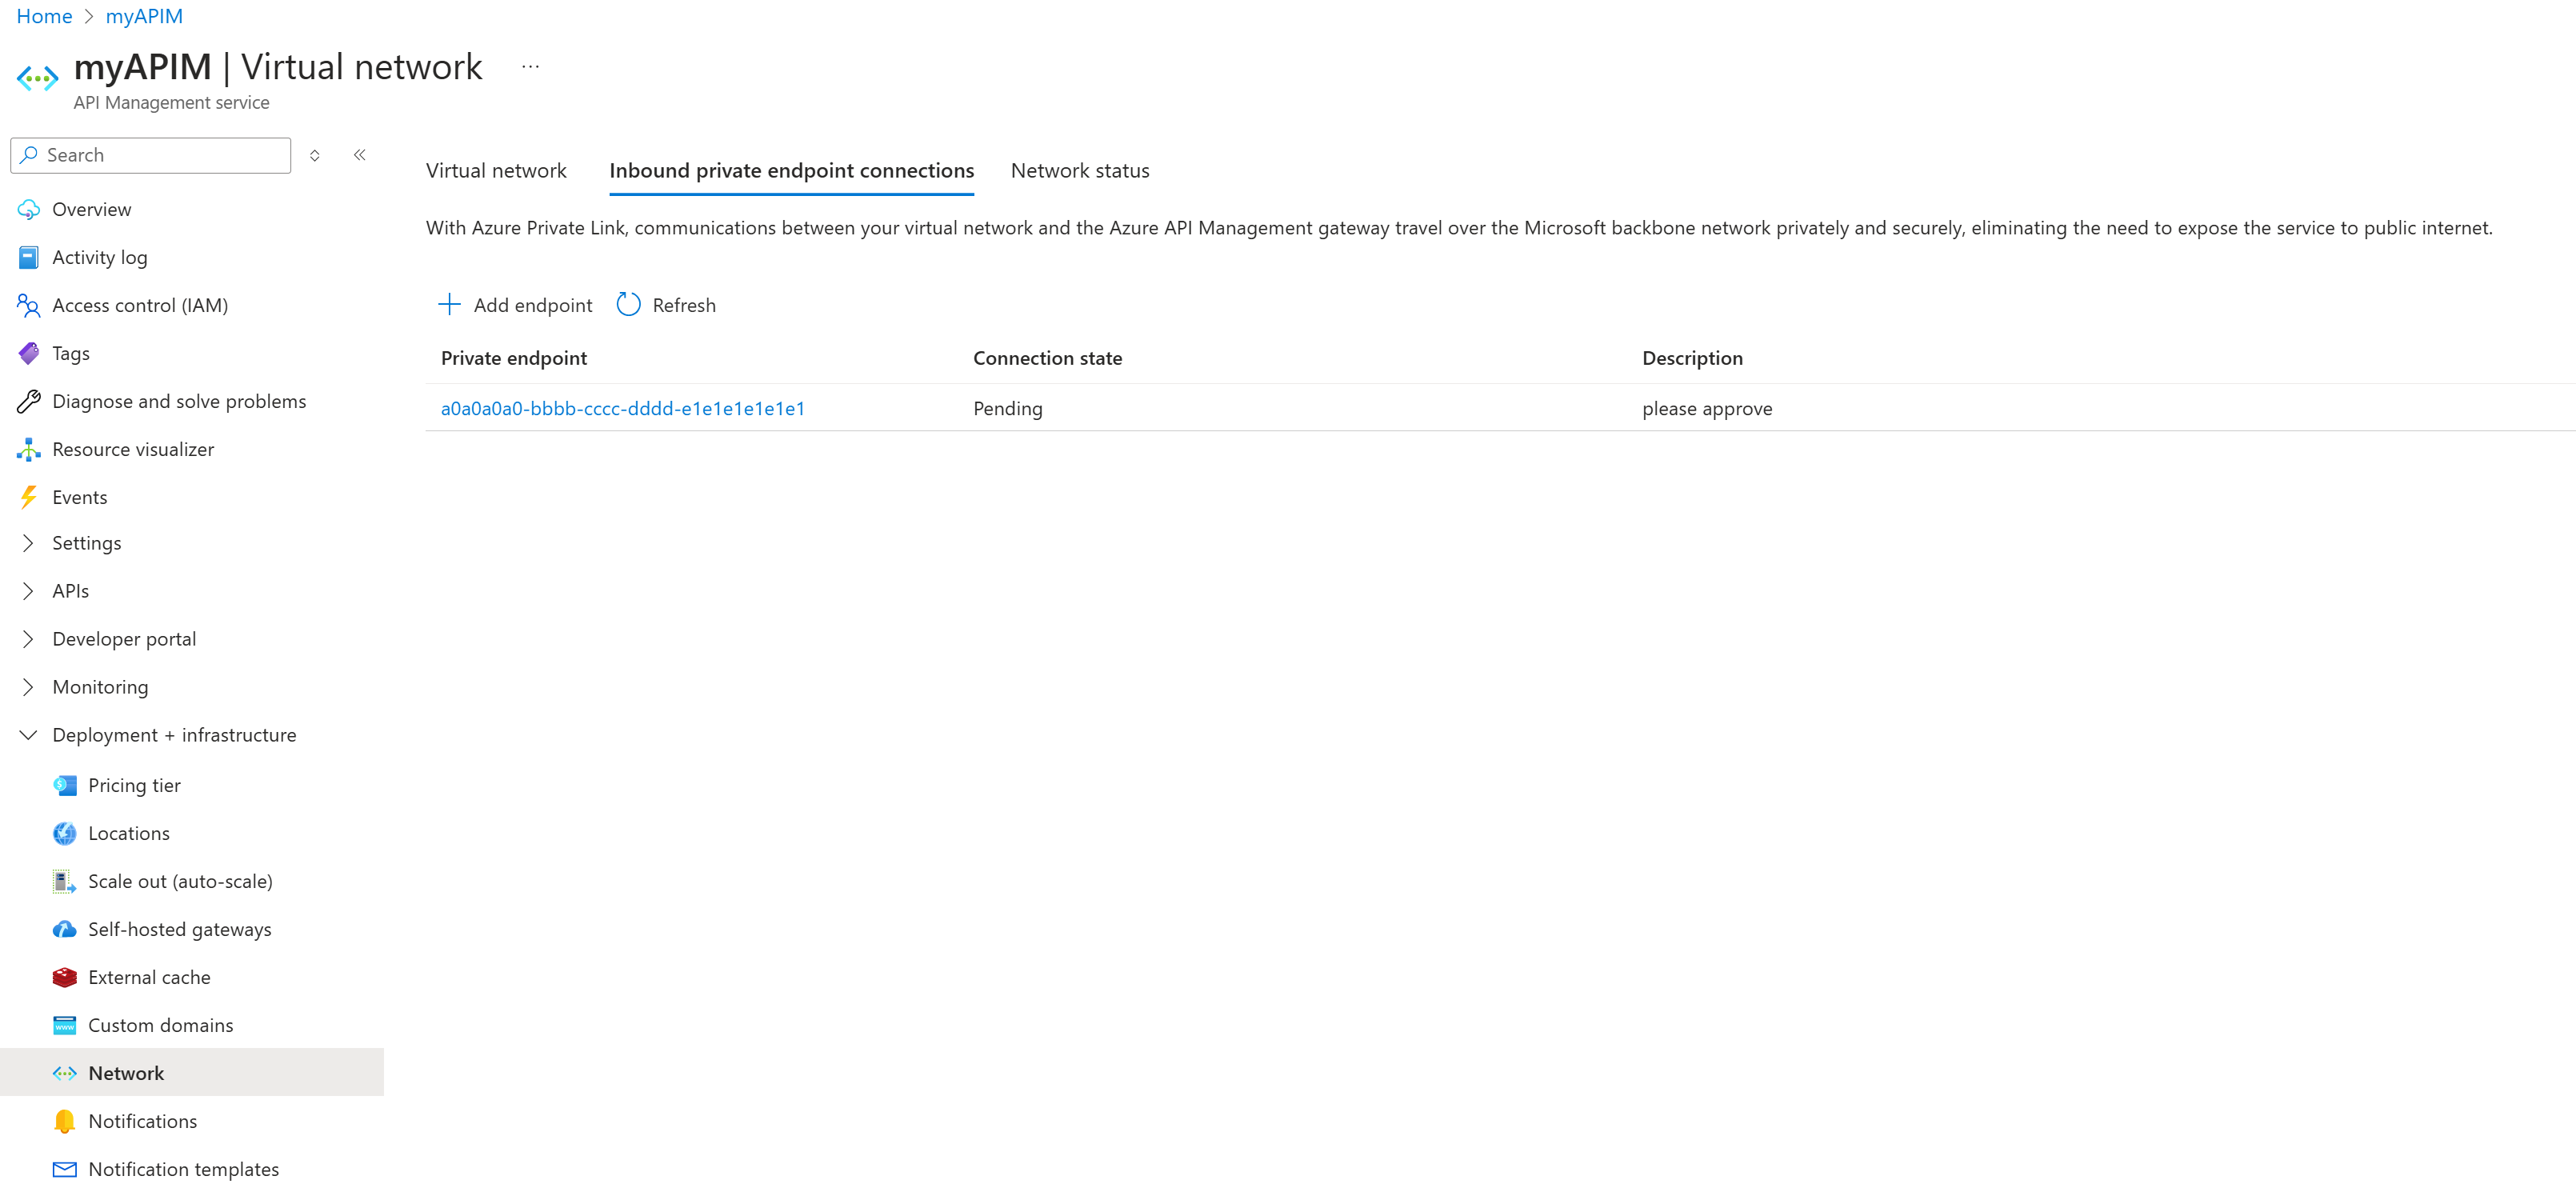 Home > myAPIM
myAPIM | Virtual network ...
API Management service
Search
Overview
Activity log
Access control (IAM)
Tags
Diagnose and solve problems
Resource visualizer
Events
Settings
APIs
Developer portal
Monitoring
Deployment + infrastructure
Pricing tier
Locations
Scale out (auto-scale)
Self-hosted gateways
External cache
Custom domains
Network
Notifications
Notification templates
Virtual network Inbound private endpoint connections Network status
With Azure Private Link, communications between your virtual network and the Azure API Management gateway travel over the Microsoft backbone network privately and securely, eliminating the need to expose the service to public internet.
Add endpoint Refresh
Private endpoint Connection state Description
a0a0a0a0-bbbb-cccc-dddd-e1e1e1e1e1e1 Pending please approve